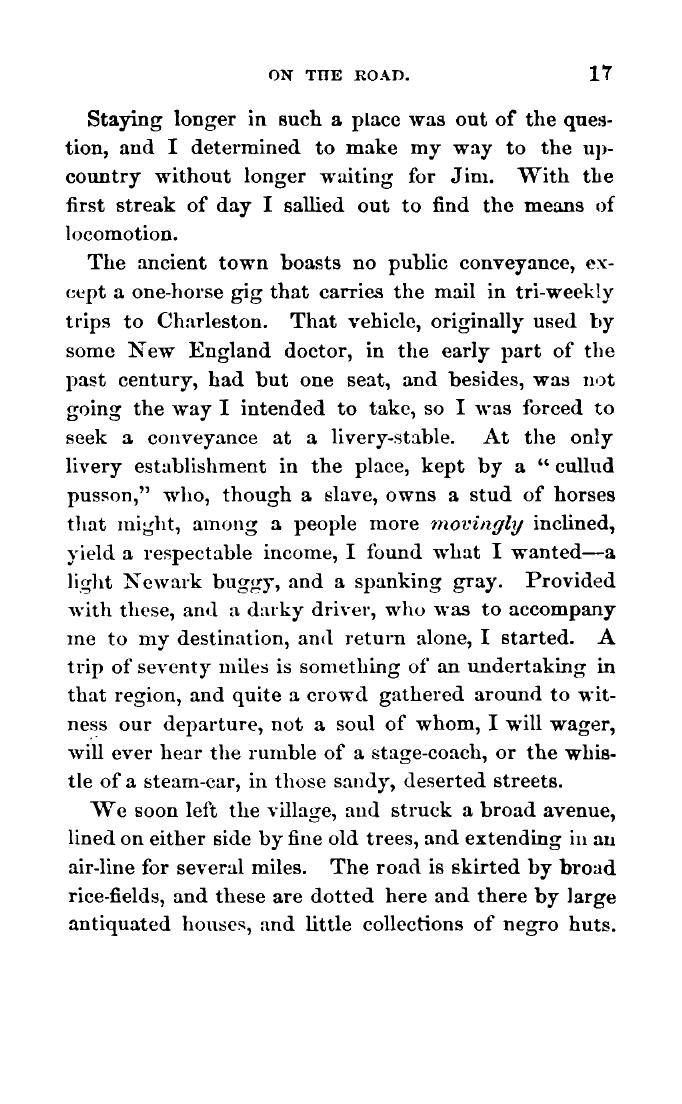 ON THE ROAD. 17
Staying longer in such a place was out of the ques-
tion, and I determined to make my way to the up-
country without longer waiting for Jim. With the
first streak of day I sallied out to find the means of
locomotion.
The ancient town boasts no public conveyance, ex-
cept a one-horse gig that carries the mail in tri-weekly
trips to Charleston. That vehicle, originally used by
some New England doctor, in the early part of the
past century, had but one seat, and besides, was not
going the way I intended to take, so I was forced to
seek a conveyance at a livery-stable. At the only
livery establishment in the place, kept by a “ cullud
pusson,” who, though a slave, owns a stud of horses
that might, among a people more movingly inclined,
yield a respectable income, I found what I wanted—a
light Newark buggy, and a spanking gray. Provided
with these, and a darky driver, who was to accompany
me to my destination, and return alone, I started. A
trip of seventy miles is something of an undertaking in
that region, and quite a crowd gathered around to wit-
ness our departure, not a soul of whom, I will wager,
will ever hear the rumble of a stage-coach, or the whis-
tle of a steam-car, in those sandy, deserted streets.
We soon left the village, and struck a broad avenue,
lined on either side by fine old trees, and extending in an
air-line for several miles. The road is skirted by broad
rice-fields, and these are dotted here and there by large
antiquated houses, and little collections of negro huts.